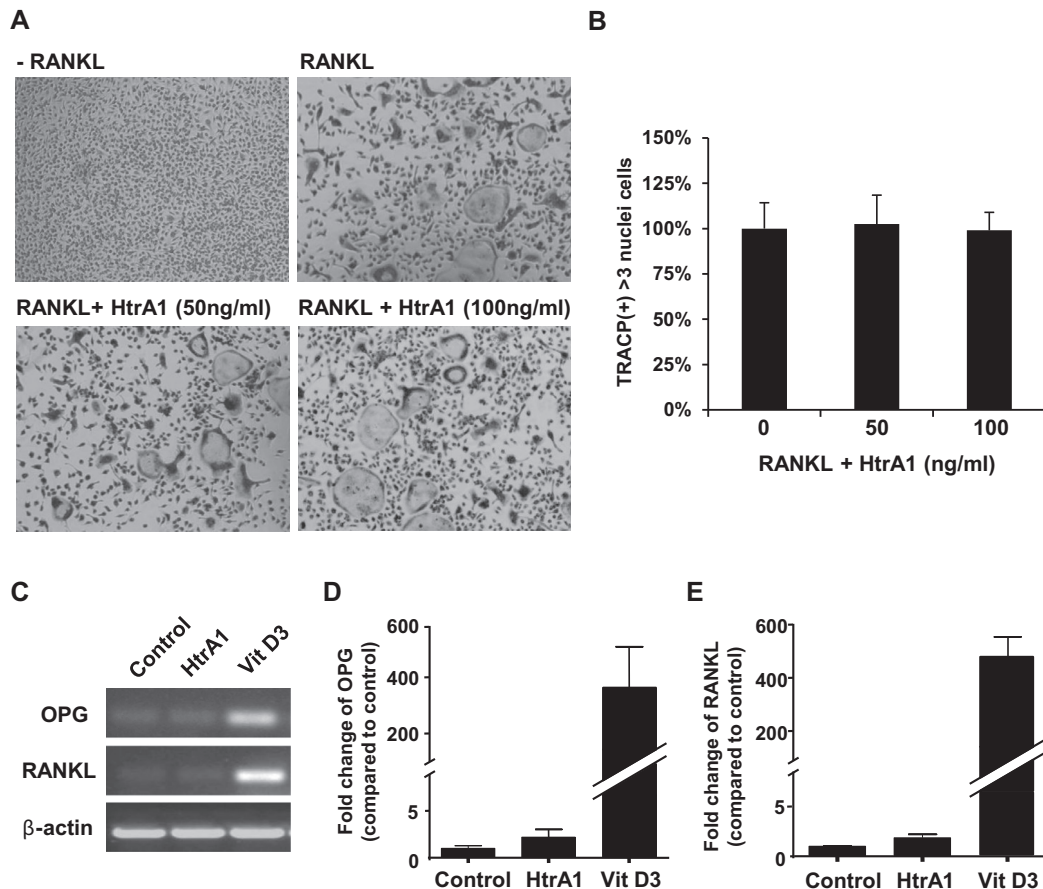 A
- RANKL
RANKL
RANKL+ HtrA1 (50ng/ml)
RANKL + HtrA1 (100ng/ml)
B
TRACP(+) >3 nuclei cells
150%
125%
100%
75%
50%
25%
0%
0
50
100
RANKL + HtrA1 (ng/ml)
C
Control
HtrA1
Vit D3
OPG
RANKL
β-actin
D
Fold change of OPG
(compared to control)
600
400
200
5
0
Control
HtrA1
Vit D3
E
Fold change of RANKL
(compared to control)
600
400
200
5
0
Control
HtrA1
Vit D3